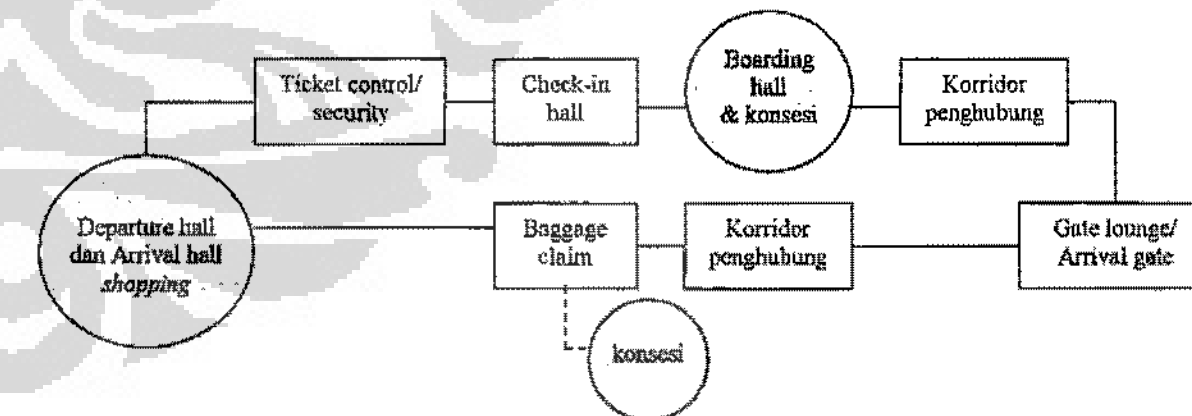 Ticket control/
security
Check-in
hall
Boarding
hall
& konsesi
Korridor
penghubung
Departure hall
dan Arrival hall
shopping
Baggage
claim
Korridor
penghubung
Gate lounge/
Arrival gate
konsesi